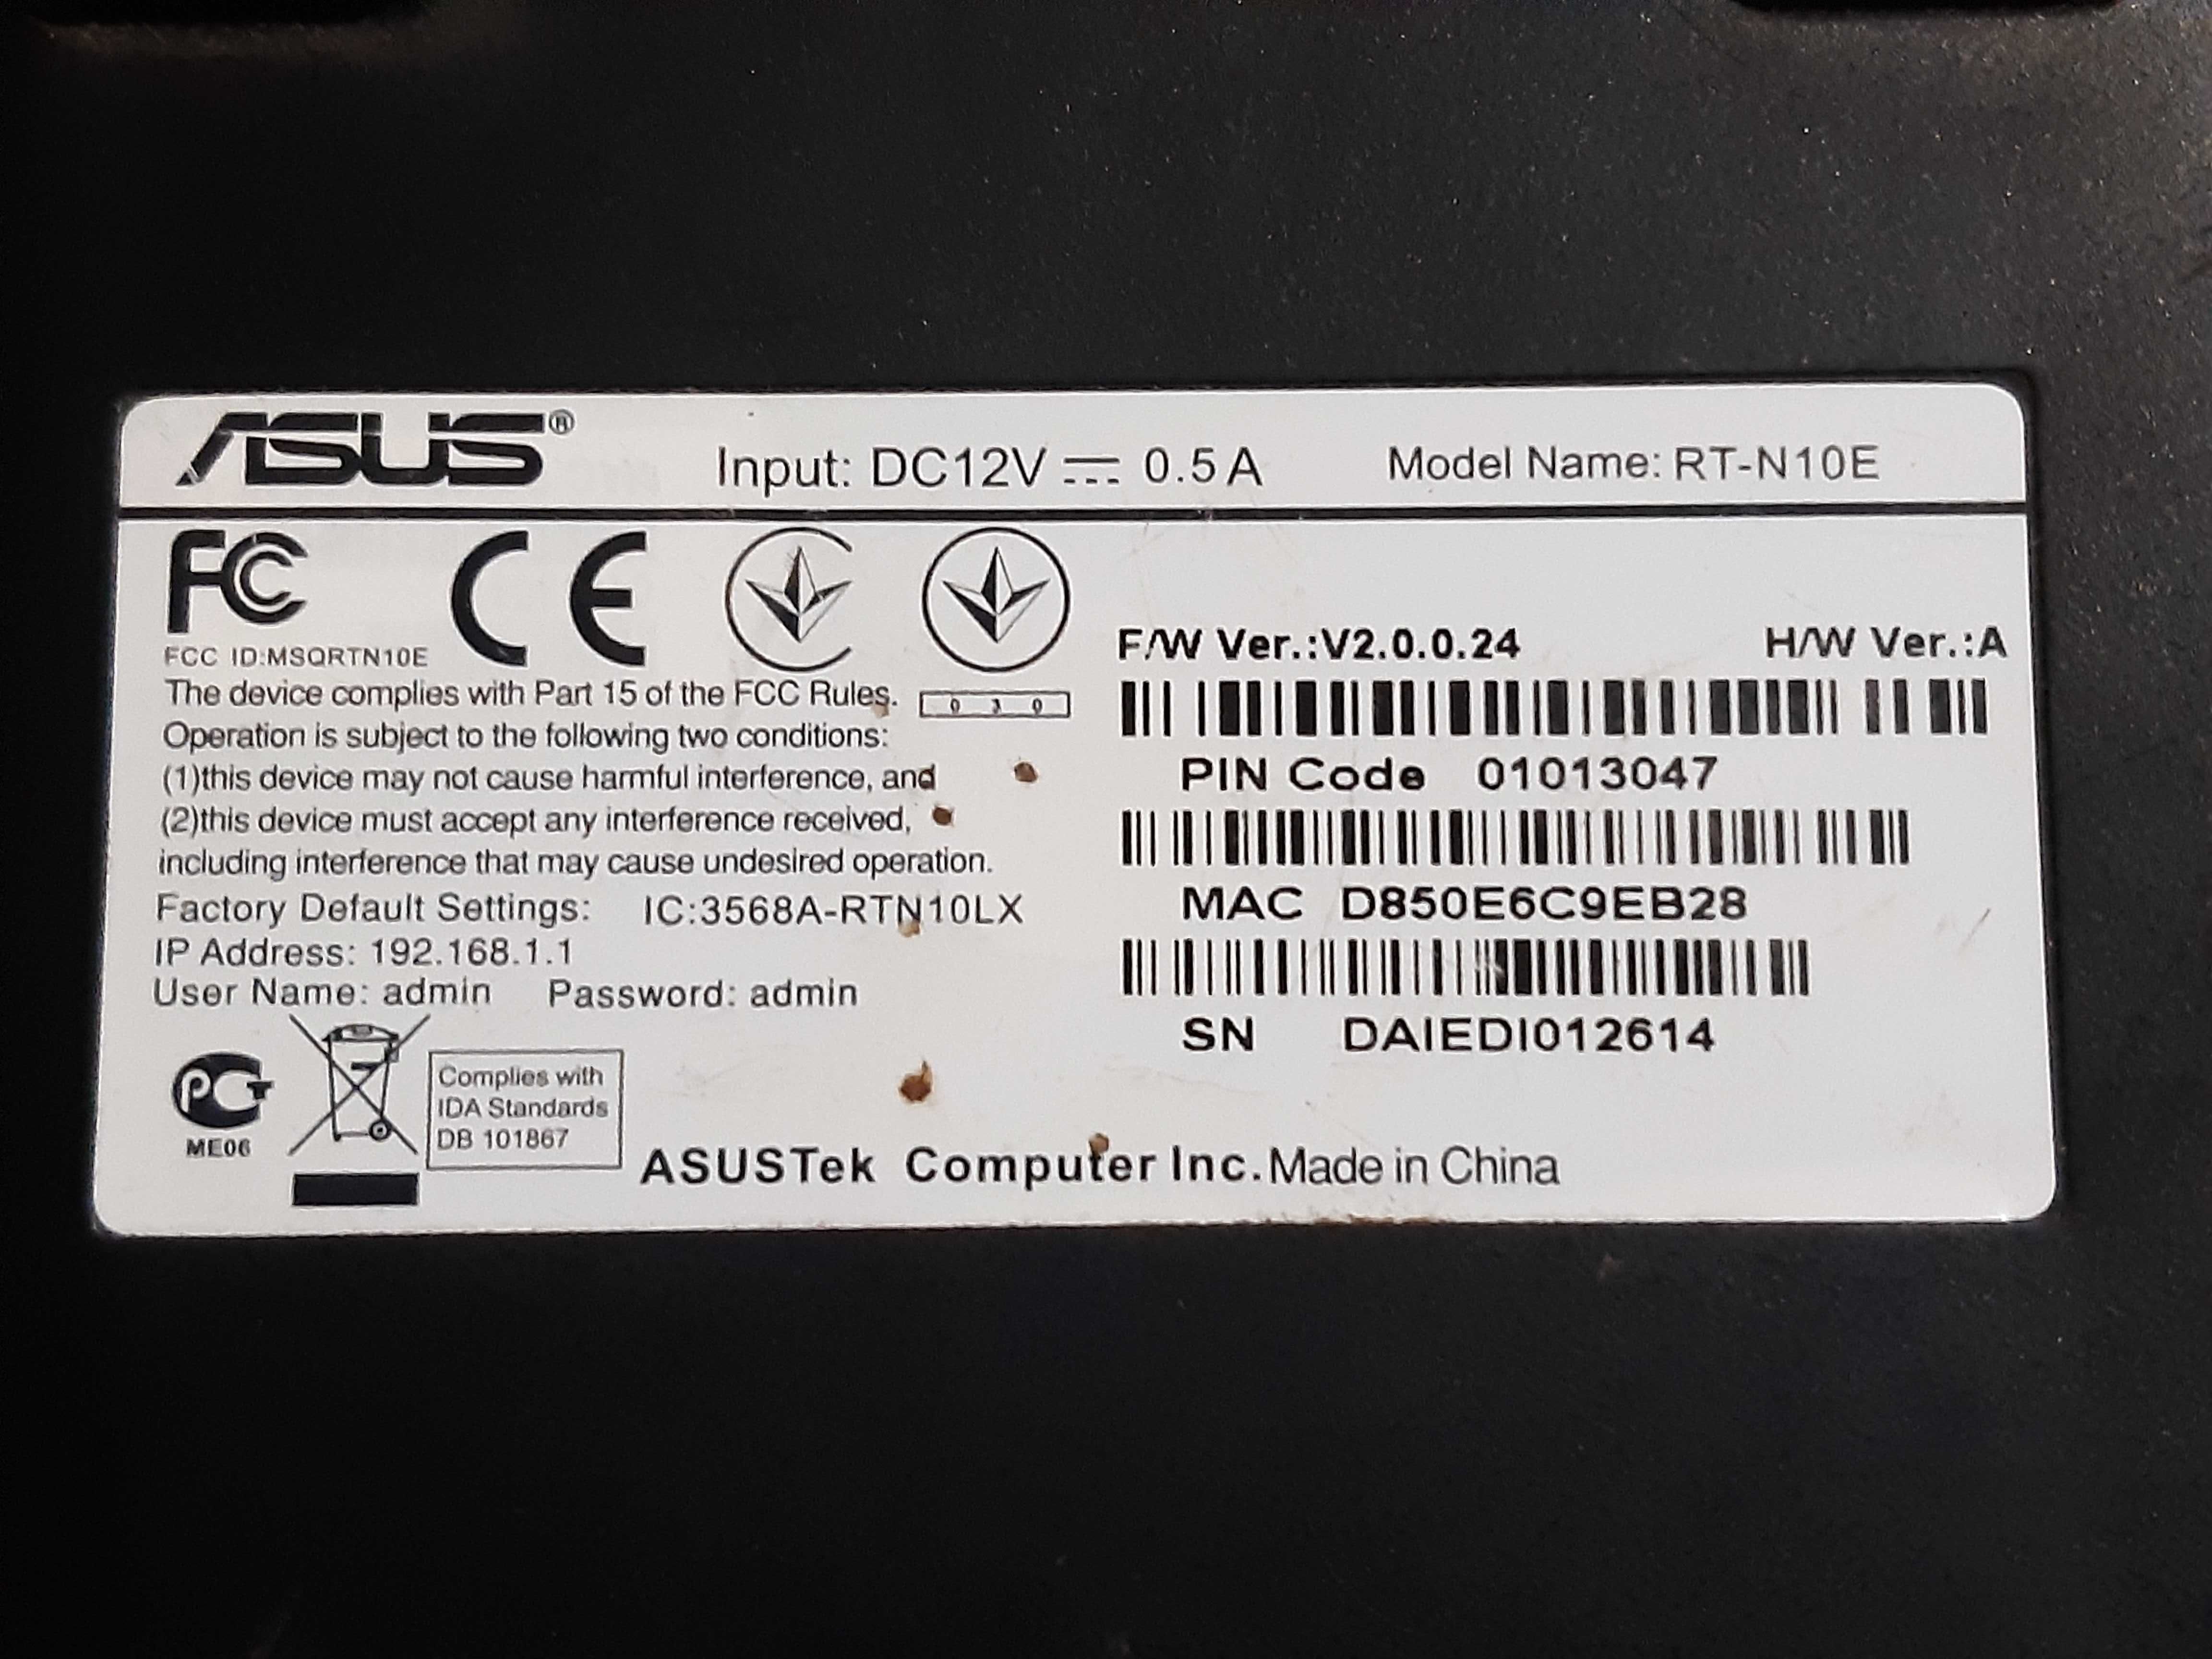 ASUS®
Input: DC12V 0.5A
Model Name: RT-N10E
FC
CE
FCC ID:MSQRTN10E
The device complies with Part 15 of the FCC Rules.
030
Operation is subject to the following two conditions:
(1)this device may not cause harmful interference, and
(2)this device must accept any interference received,
including interference that may cause undesired operation.
Factory Default Settings: IC:3568A-RTN10LX
IP Address: 192.168.1.1
User Name: admin Password: admin
F/W Ver.:V2.0.0.24 H/W Ver.:A
PIN Code 01013047
MAC D850E6C9EB28
SN DAIEDI012614
PCT
ME06
Complies with
IDA Standards
DB 101867
ASUSTek Computer Inc. Made in China